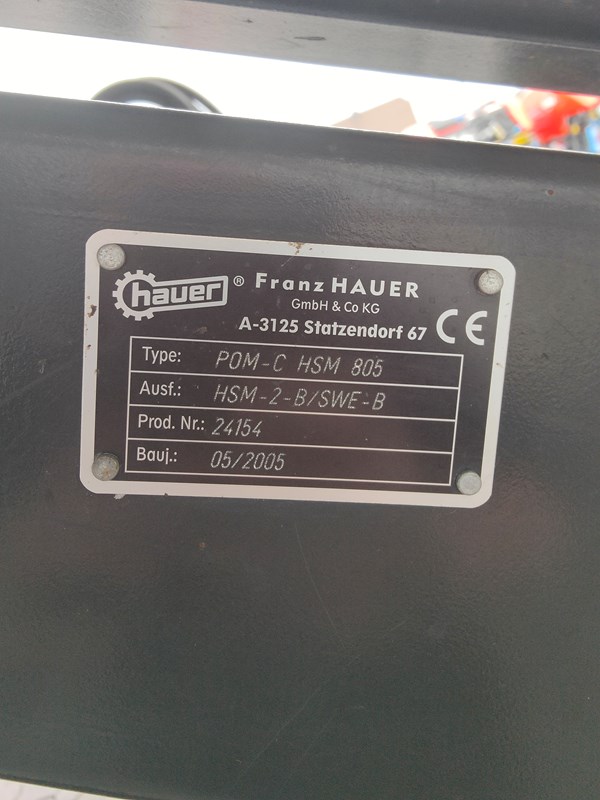 hauer ® Franz HAUER
GmbH & Co KG
A-3125 Statzendorf 67 CE
Type: POM-C HSM 805
Ausf.: HSM-2-B/SWE-B
Prod. Nr.: 24154
Bauj.: 05/2005